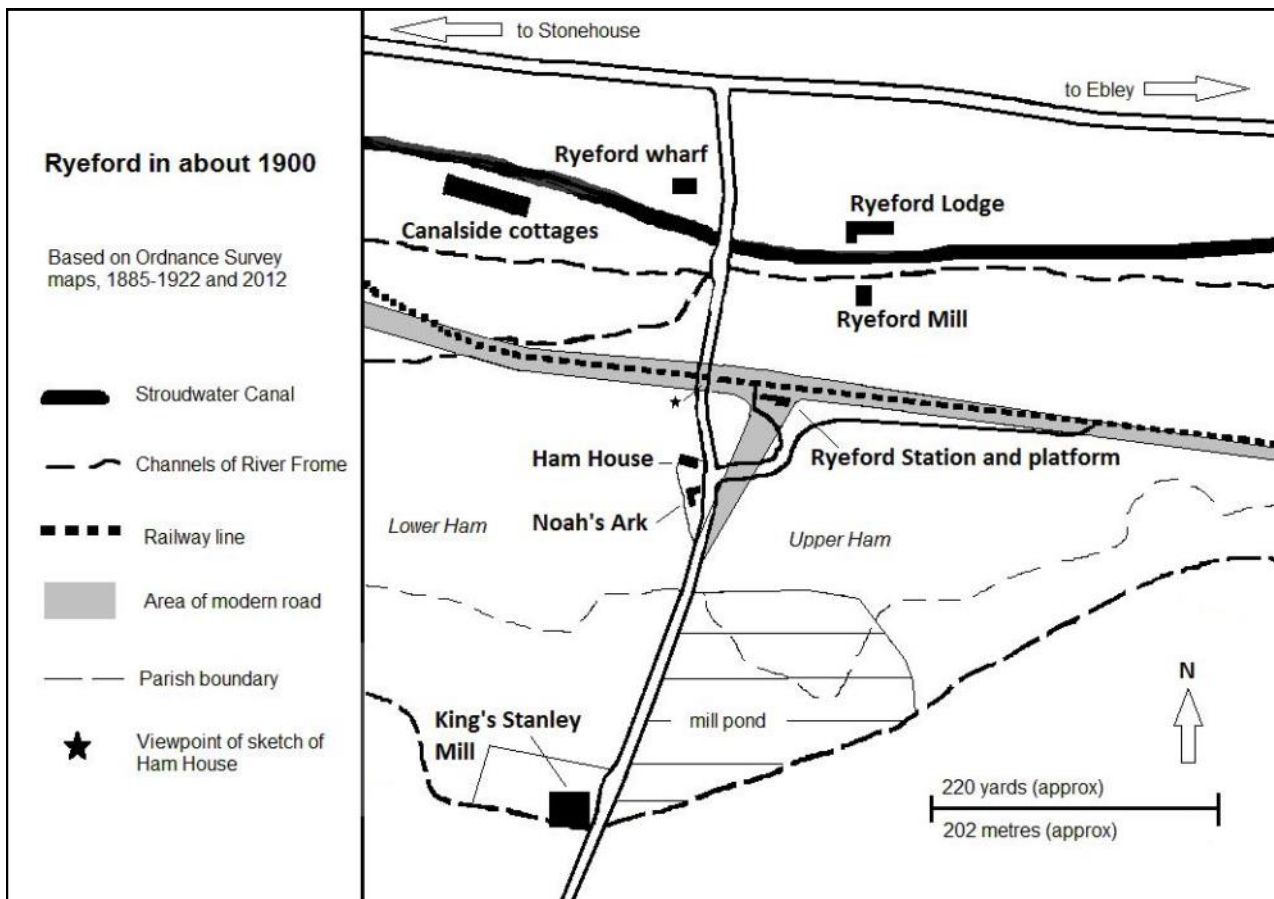 Ryeford in about 1900
Based on Ordnance Survey
maps, 1885-1922 and 2012
Stroudwater Canal
Channels of River Frome
Railway line
Area of modern road
Parish boundary
Viewpoint of sketch of
Ham House
to Stonehouse
to Ebley
Ryeford wharf
Ryeford Lodge
Canalside cottages
Ryeford Mill
Ham House
Ryeford Station and platform
Noah's Ark
Lower Ham
Upper Ham
King's Stanley
Mill
mill pond
N
220 yards (approx)
202 metres (approx)